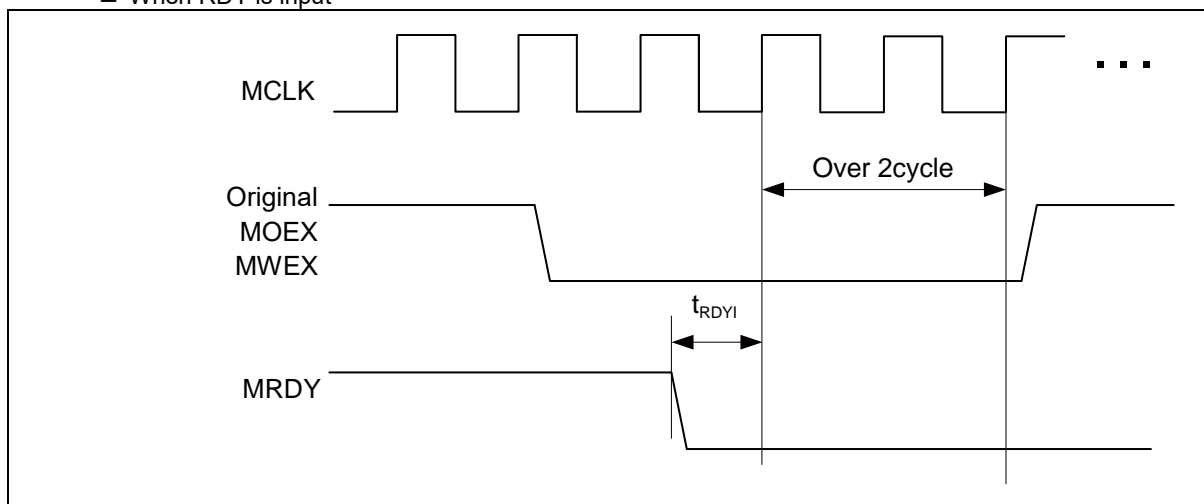 When RDY is input
MCLK
Over 2cycle
Original
MOEX
MWEX
tRDYI
MRDY
. . .